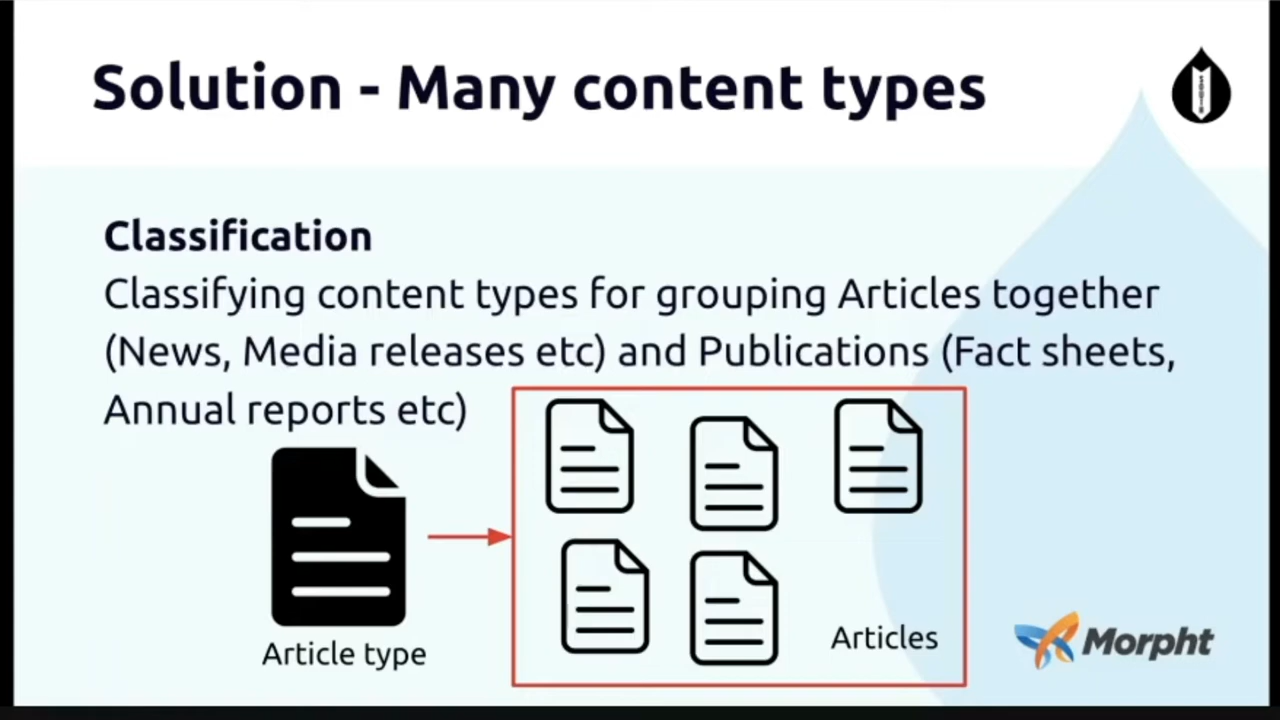 Solution - Many content types
Classification
Classifying content types for grouping Articles together
(News, Media releases etc) and Publications (Fact sheets,
Annual reports etc)
Article type
Articles
Morpht